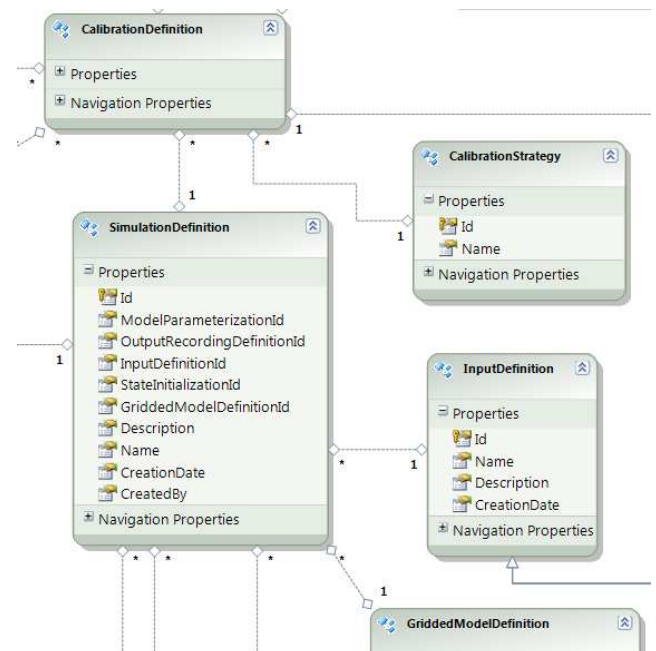 CalibrationDefinition
Properties
Navigation Properties
*
*
*
*
1
CalibrationStrategy
Properties
Id
Name
Navigation Properties
1
1
SimulationDefinition
Properties
Id
ModelParameterizationId
OutputRecordingDefinitionId
InputDefinitionId
StateInitializationId
GriddedModelDefinitionId
Description
Name
CreationDate
CreatedBy
Navigation Properties
1
*
1
InputDefinition
Properties
Id
Name
Description
CreationDate
Navigation Properties
*
*
*
*
1
GriddedModelDefinition